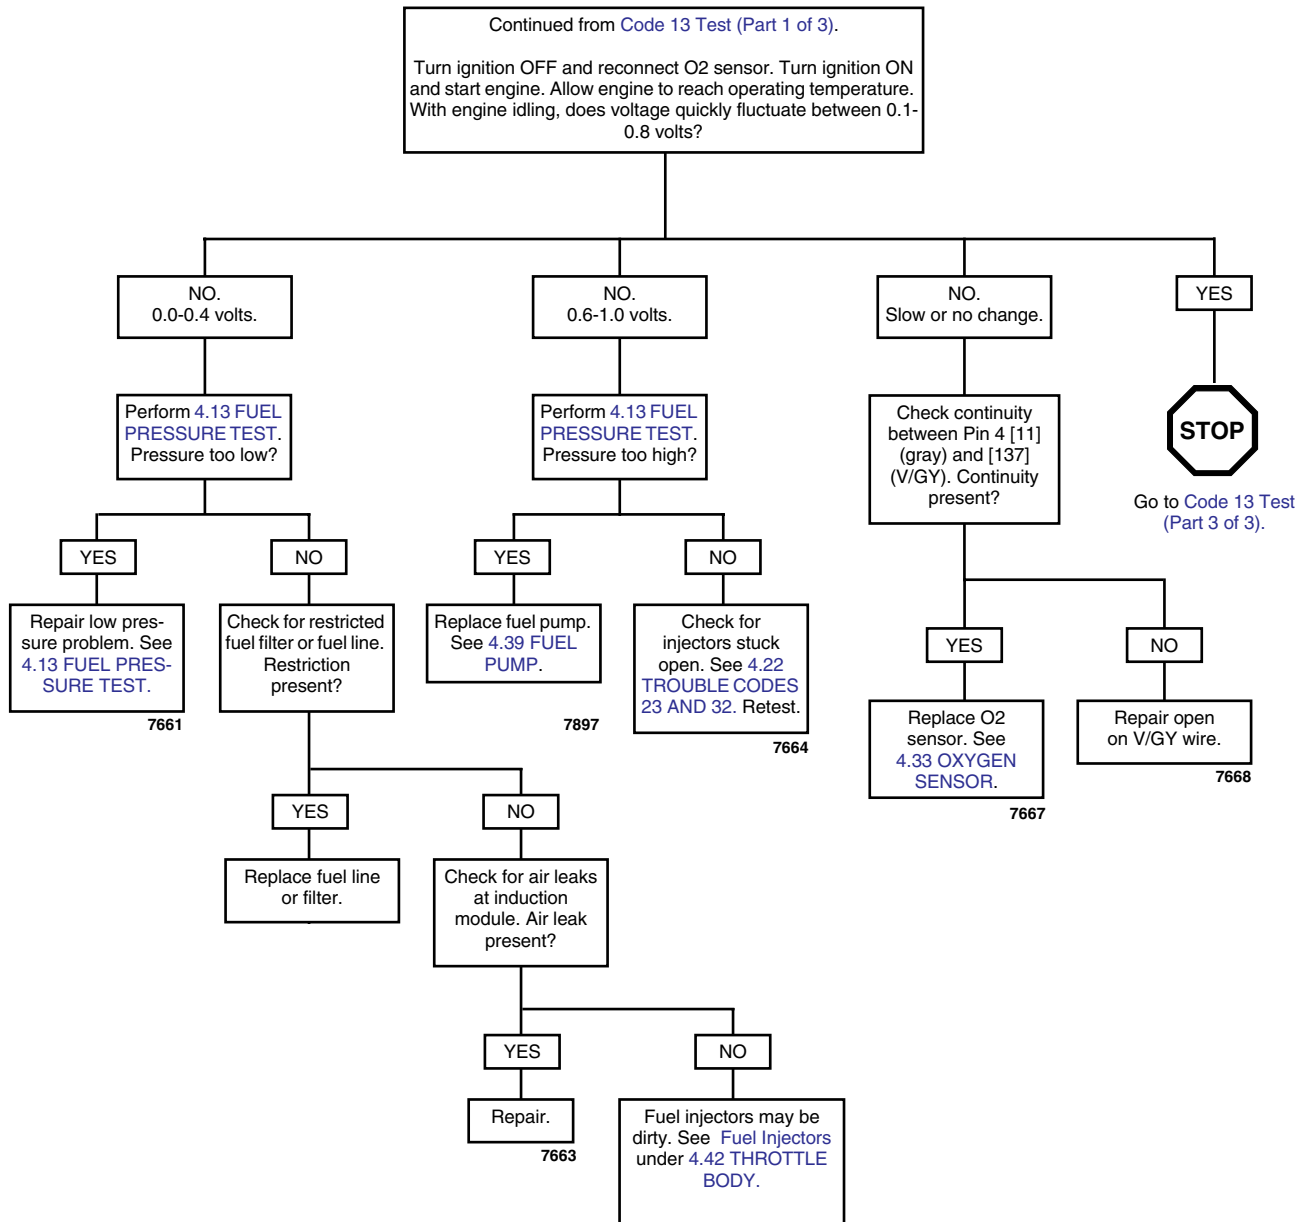 Continued from Code 13 Test (Part 1 of 3).
Turn ignition OFF and reconnect O2 sensor. Turn ignition ON
and start engine. Allow engine to reach operating temperature.
With engine idling, does voltage quickly fluctuate between 0.1-
0.8 volts?
NO.
0.0-0.4 volts.
NO.
0.6-1.0 volts.
NO.
Slow or no change.
YES
Perform 4.13 FUEL
PRESSURE TEST.
Pressure too low?
Perform 4.13 FUEL
PRESSURE TEST.
Pressure too high?
Check continuity
between Pin 4 [11]
(gray) and [137]
(V/GY). Continuity
present?
STOP
Go to Code 13 Test
(Part 3 of 3).
YES
NO
YES
NO
Repair low pres-
sure problem. See
4.13 FUEL PRES-
SURE TEST.
7661
Check for restricted
fuel filter or fuel line.
Restriction
present?
Replace fuel pump.
See 4.39 FUEL
PUMP.
7897
Check for
injectors stuck
open. See 4.22
TROUBLE CODES
23 AND 32. Retest.
7664
YES
NO
Replace O2
sensor. See
4.33 OXYGEN
SENSOR.
7667
Repair open
on V/GY wire.
7668
YES
NO
Replace fuel line
or filter.
Check for air leaks
at induction
module. Air leak
present?
YES
NO
Repair.
7663
Fuel injectors may be
dirty. See Fuel Injectors
under 4.42 THROTTLE
BODY.